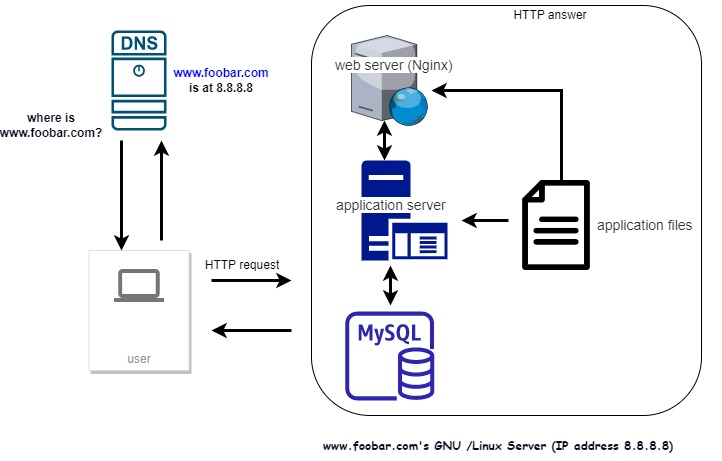 HTTP answer
DNS
www.foobar.com
is at 8.8.8.8
where is
www.foobar.com?
web server (Nginx)
application server
application files
HTTP request
MySQL
user
www.foobar.com's GNU /Linux Server (IP address 8.8.8.8)